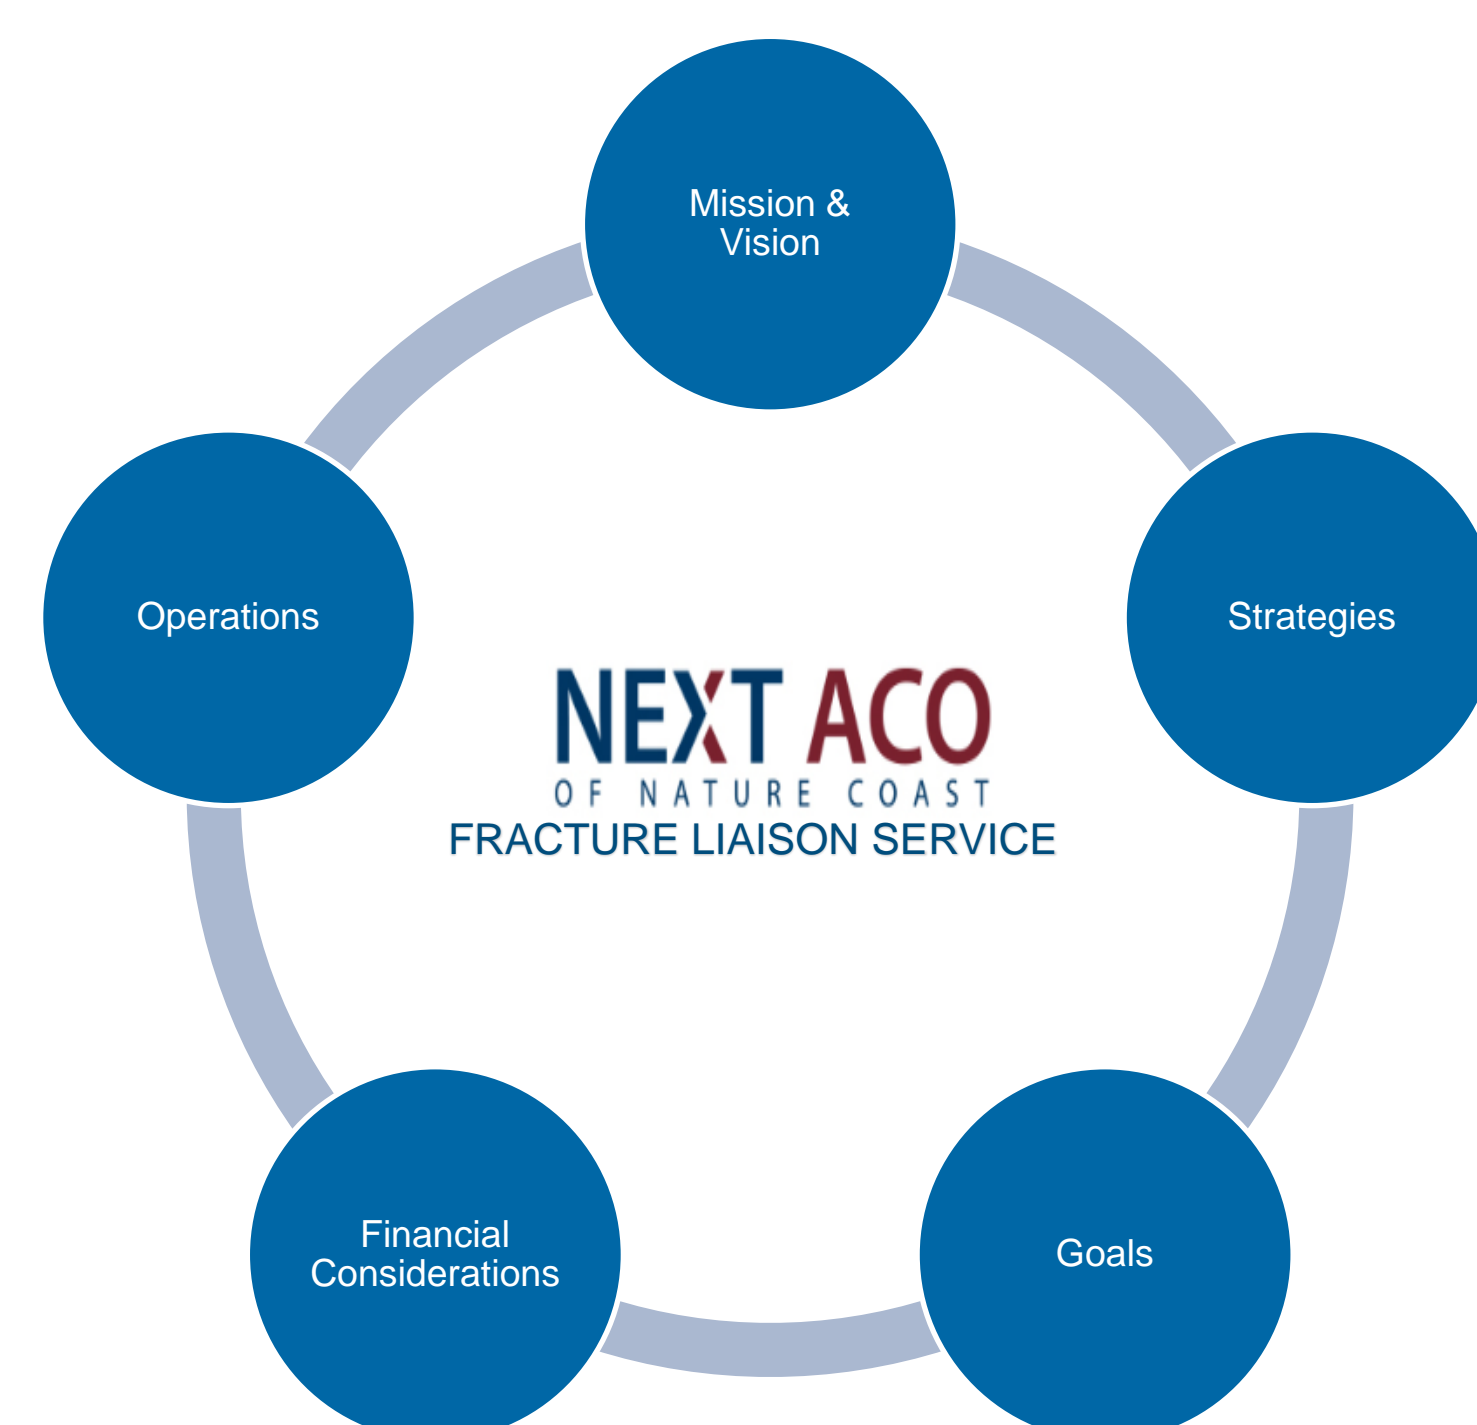 Mission &
Vision
Operations
Strategies
NEXT ACO
OF NATURE COAST
FRACTURE LIAISON SERVICE
Financial
Considerations
Goals